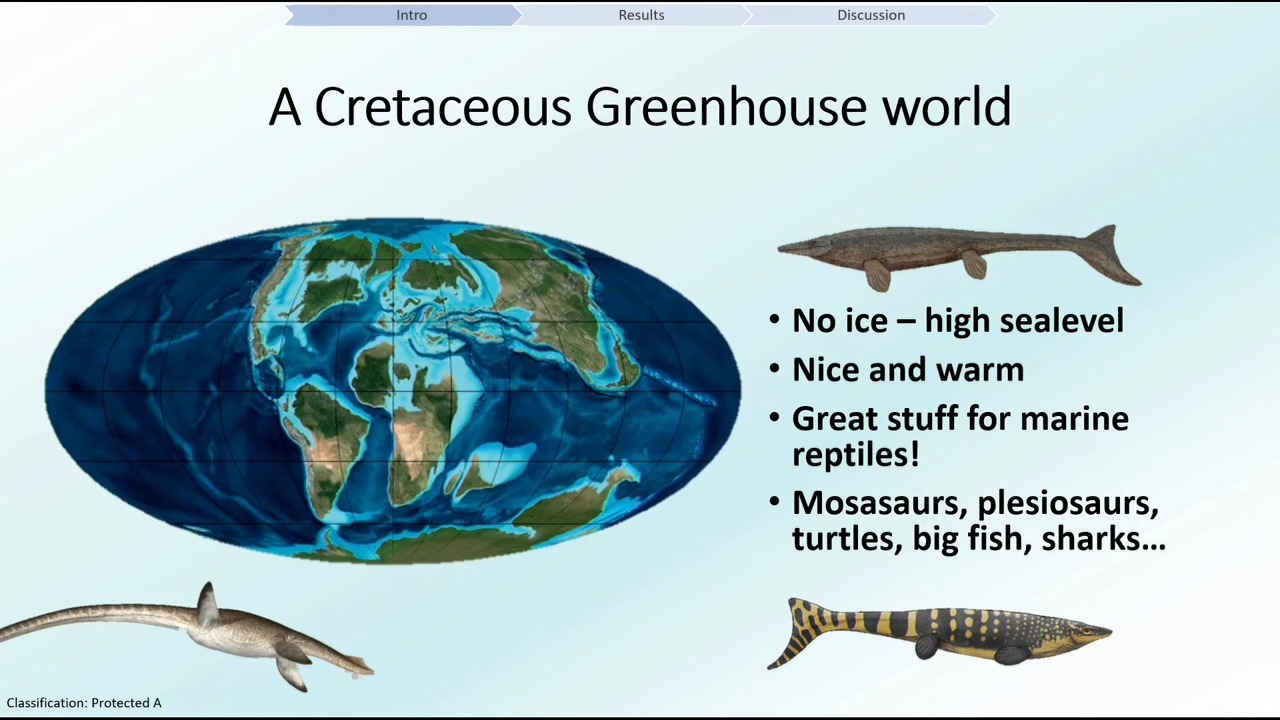 Intro
Results
Discussion
A Cretaceous Greenhouse world
• No ice – high sealevel
• Nice and warm
• Great stuff for marine
reptiles!
• Mosasaurs, plesiosaurs,
turtles, big fish, sharks...
Classification: Protected A